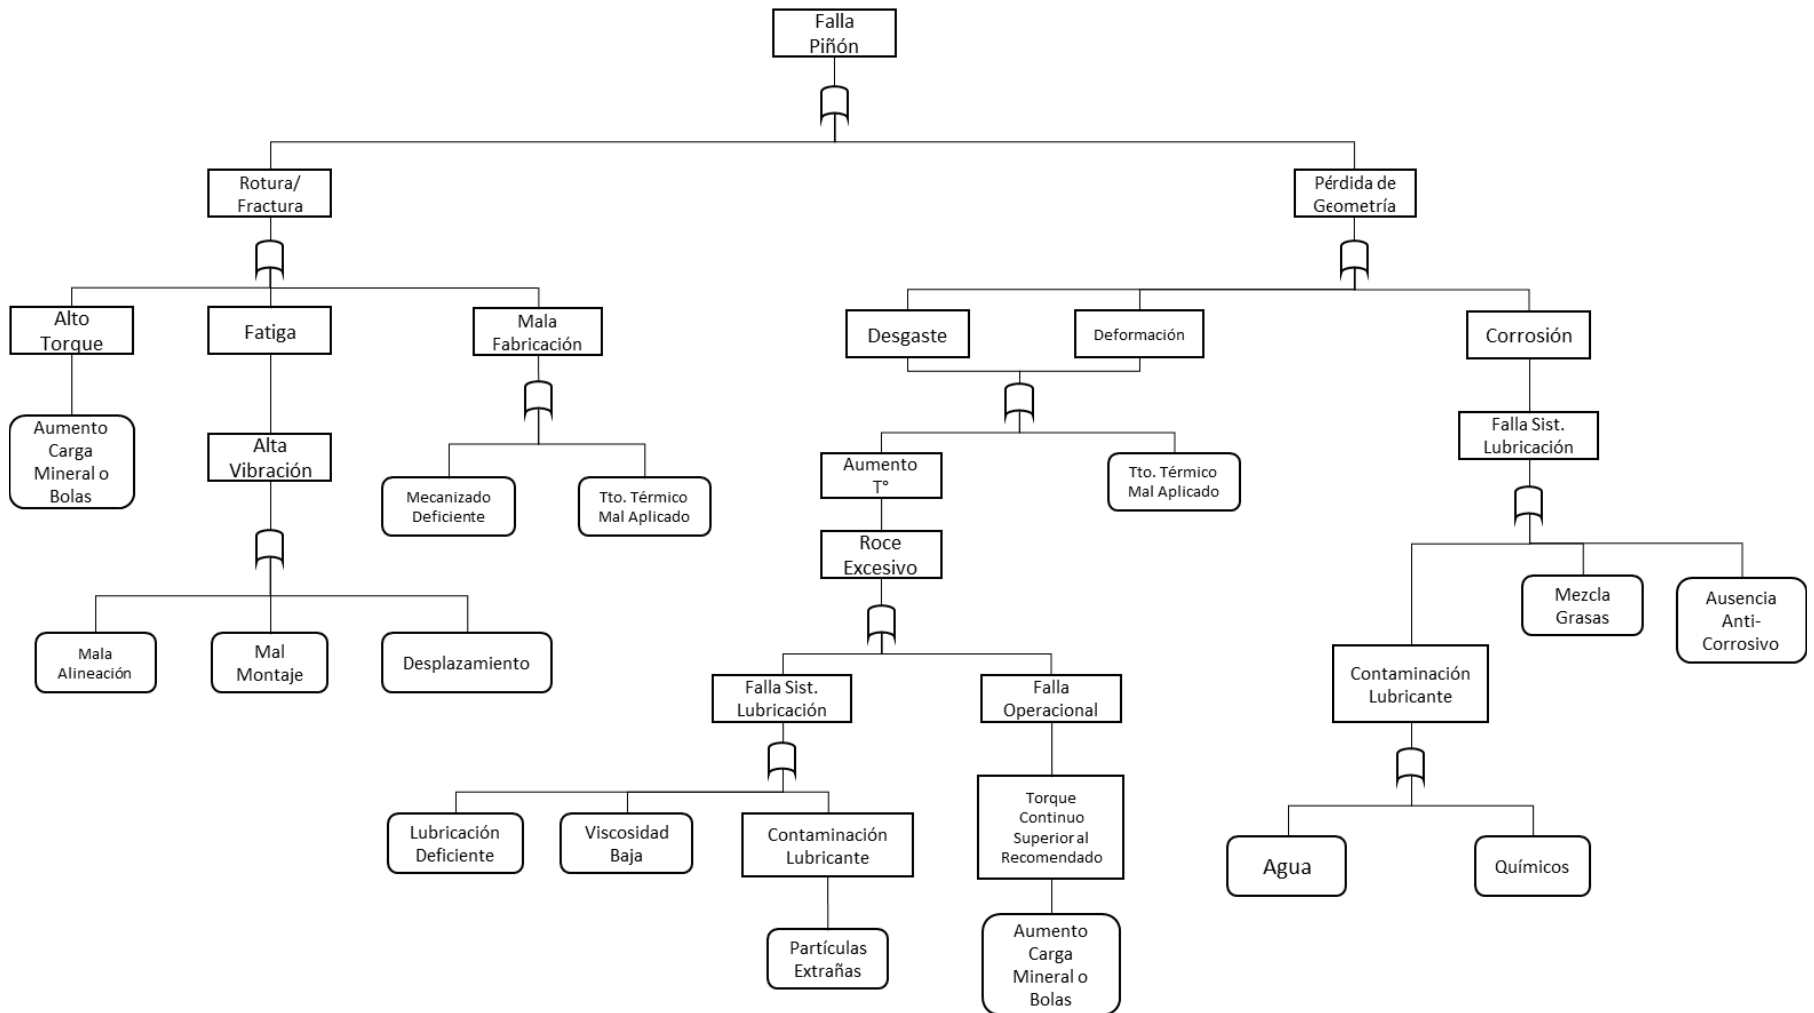 Falla
Piñón
Rotura/
Fractura
Pérdida de
Geometría
Alto
Torque
Fatiga
Mala
Fabricación
Desgaste
Deformación
Corrosión
Aumento
Carga
Mineral o
Bolas
Alta
Vibración
Mecanizado
Deficiente
Tto. Térmico
Mal Aplicado
Aumento
T°
Tto. Térmico
Mal Aplicado
Falla Sist.
Lubricación
Roce
Excesivo
Mala
Alineación
Mal
Montaje
Desplazamiento
Mezcla
Grasas
Ausencia
Anti-
Corrosivo
Falla Sist.
Lubricación
Falla
Operacional
Contaminación
Lubricante
Lubricación
Deficiente
Viscosidad
Baja
Contaminación
Lubricante
Torque
Continuo
Superior al
Recomendado
Agua
Químicos
Partículas
Extrañas
Aumento
Carga
Mineral o
Bolas